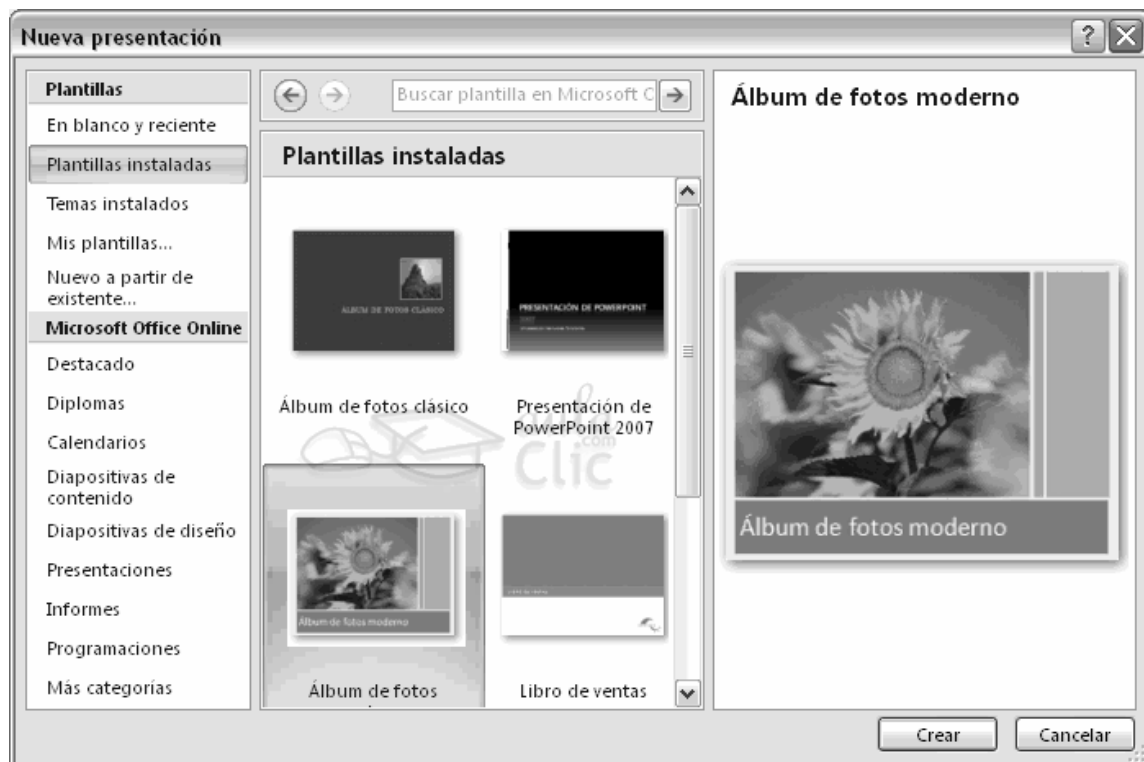 Nueva presentación
Plantillas
En blanco y reciente
Plantillas instaladas
Temas instalados
Mis plantillas...
Nuevo a partir de
existente...
Microsoft Office Online
Destacado
Diplomas
Calendarios
Diapositivas de
contenido
Diapositivas de diseño
Presentaciones
Informes
Programaciones
Más categorías
Buscar plantilla en Microsoft C
Plantillas instaladas
ÁLBUM DE FOTOS CLÁSICO
Álbum de fotos clásico
PRESENTACIÓN DE POWERPOINT
2007
Presentación de
PowerPoint 2007
aula
.com
Clic
Álbum de fotos moderno
Álbum de fotos
Libro de ventas
Álbum de fotos moderno
Álbum de fotos moderno
Crear
Cancelar